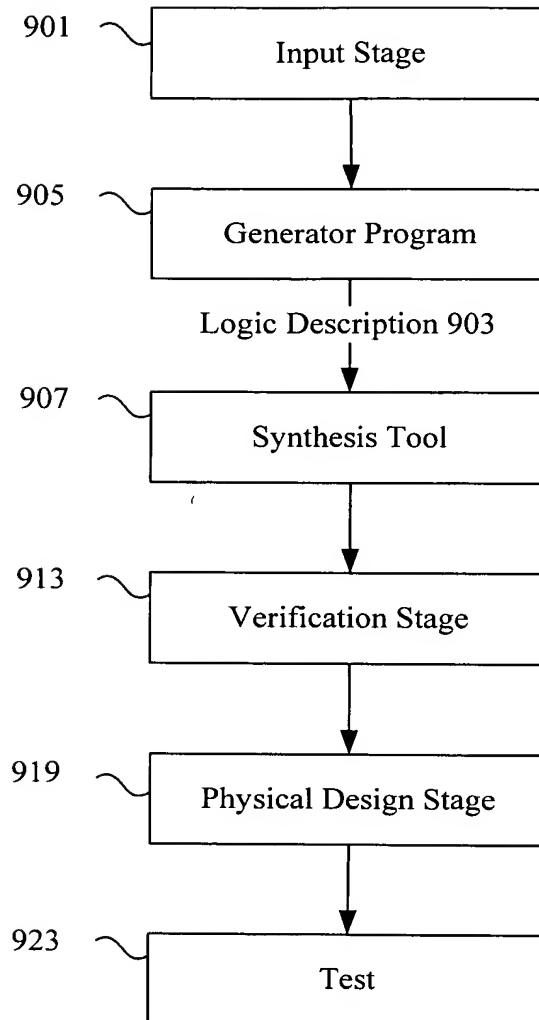 901
Input Stage
905
Generator Program
Logic Description 903
907
Synthesis Tool
913
Verification Stage
919
Physical Design Stage
923
Test